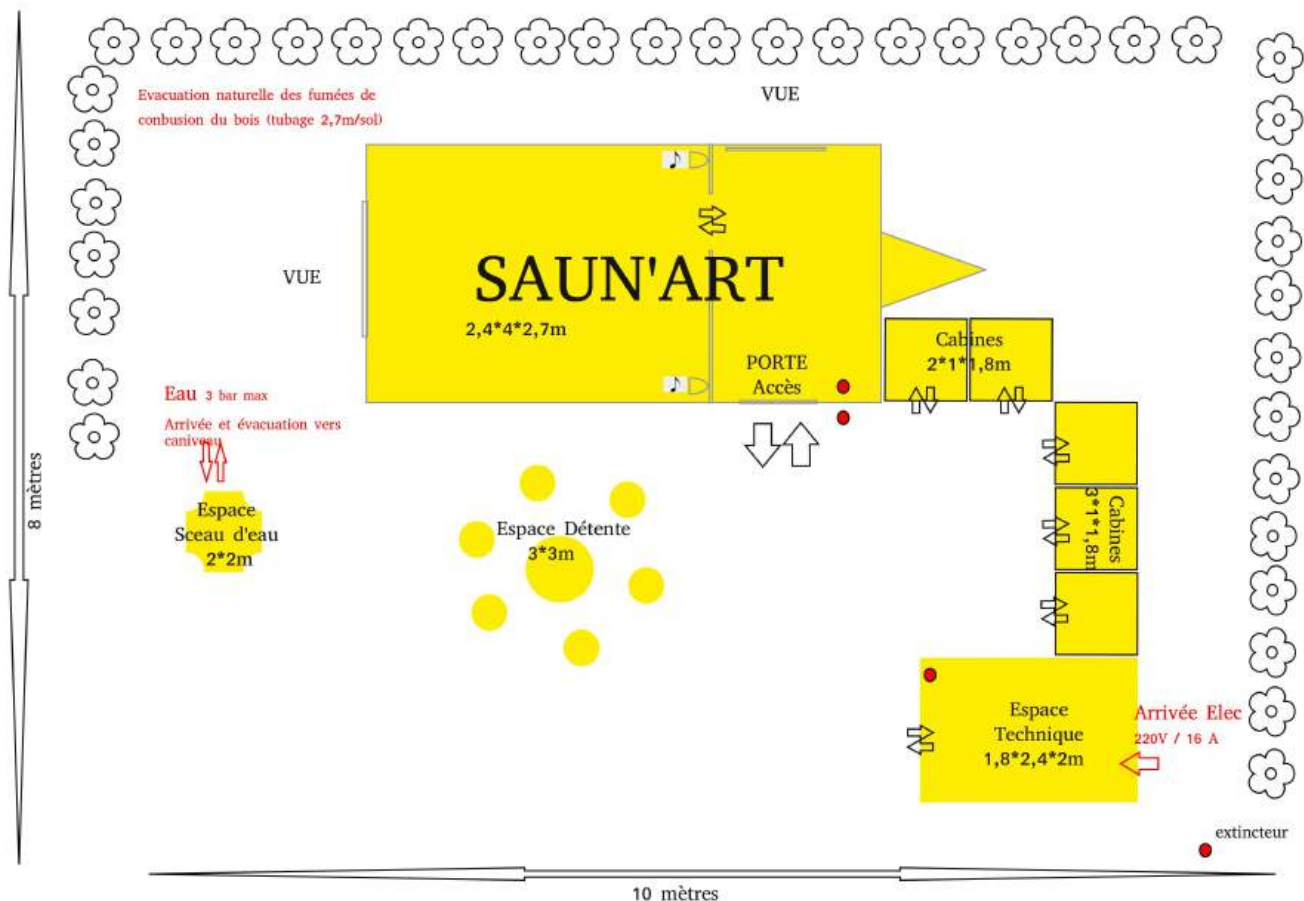 Evacuation naturelle des fumées de
conbusion du bois (tubage 2,7m/sol)
VUE
VUE
SAUN'ART
2,4*4*2,7m
PORTE
Accès
Cabines
2*1*1,8m
Eau 3 bar max
Arrivée et évacuation vers
caniveau
Espace
Sceau d'eau
2*2m
Espace Détente
3*3m
Cabines
3*1*1,8m
Espace
Technique
1,8*2,4*2m
Arrivée Elec
220V / 16 A
extincteur
8 mètres
10 mètres